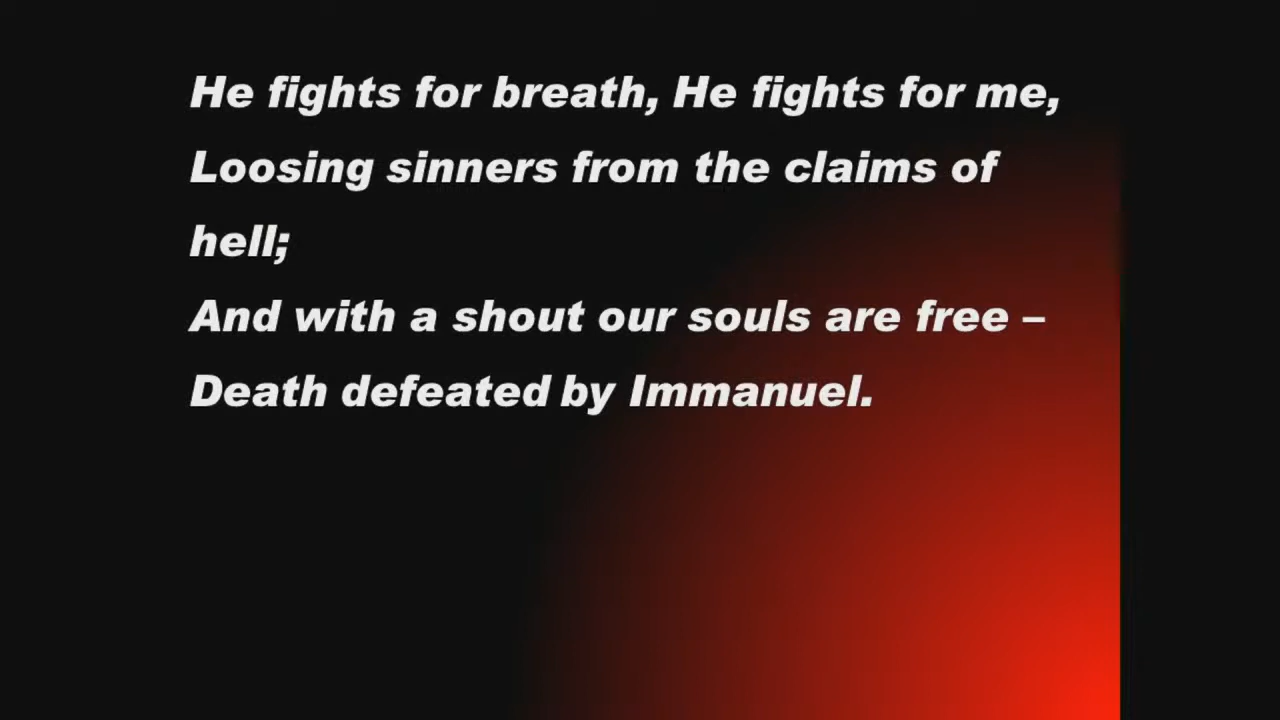 He fights for breath, He fights for me,
Loosing sinners from the claims of
hell;
And with a shout our souls are free –
Death defeated by Immanuel.